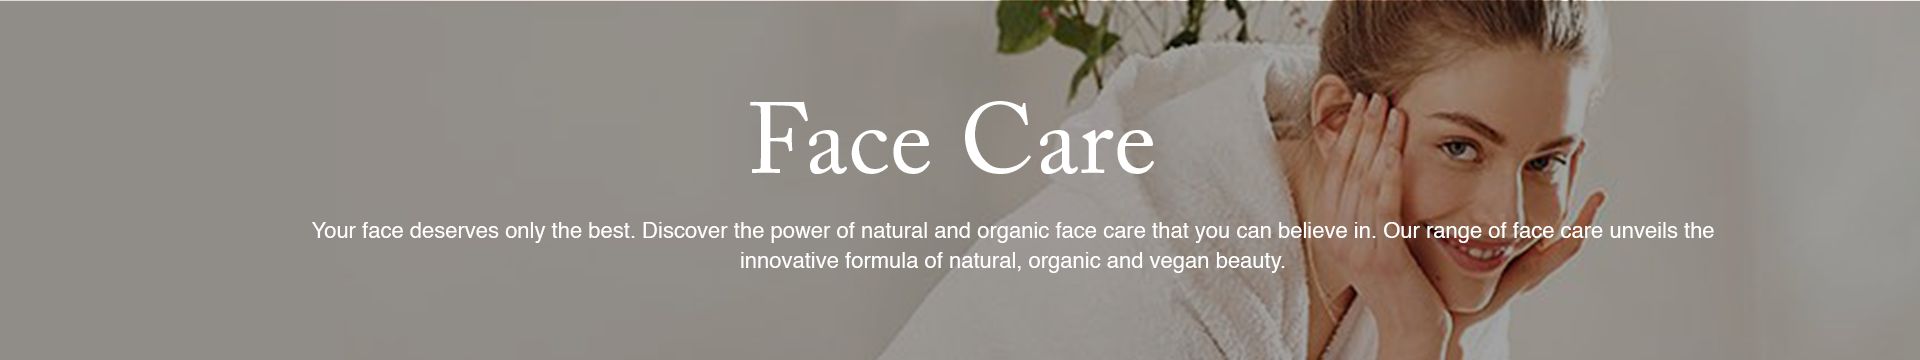 Face Care
Your face deserves only the best. Discover the power of natural and organic face care that you can believe in. Our range of face care unveils the
innovative formula of natural, organic and vegan beauty.